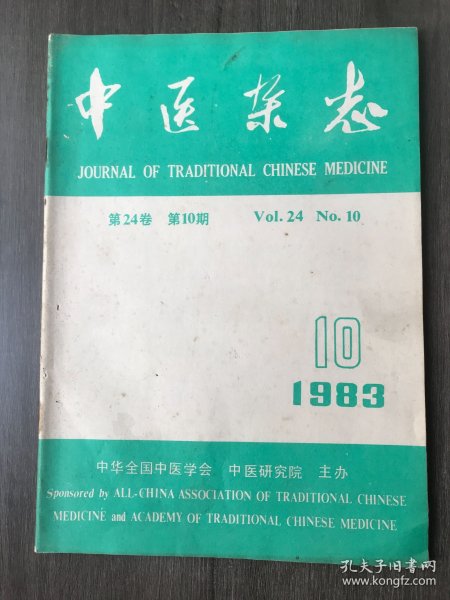 中医杂志
JOURNAL OF TRADITIONAL CHINESE MEDICINE
第24卷 第10期 Vol. 24 No. 10
10
1983
中华全国中医学会 中医研究院 主办
Sponsored by ALL-CHINA ASSOCIATION OF TRADITIONAL CHINESE
MEDICINE and ACADEMY OF TRADITIONAL CHINESE MEDICINE
孔夫子旧书网
www.kongfz.com